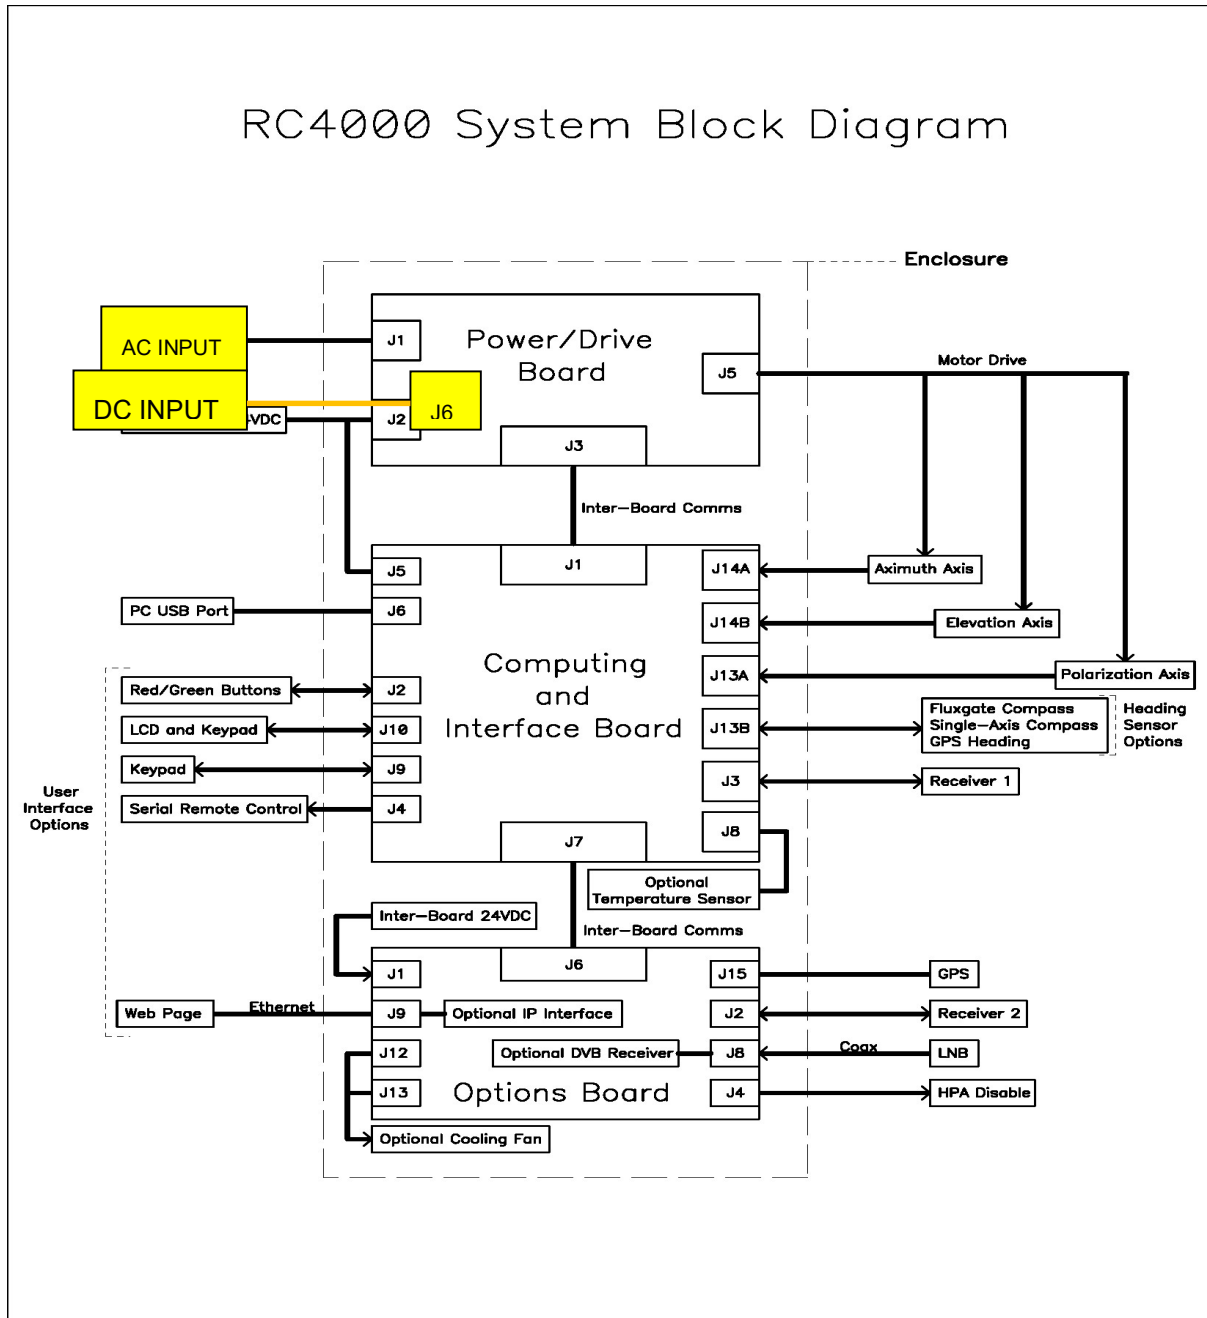 RC4000 System Block Diagram
Enclosure
AC INPUT
J1
Power/Drive
Board
J5
Motor Drive
DC INPUT
J6
VDC
J2
J3
Inter-Board Comms
J1
J5
J14A
Azimuth Axis
PC USB Port
J6
J14B
Elevation Axis
Computing
and
Interface Board
J13A
Polarization Axis
Red/Green Buttons
J2
LCD and Keypad
J10
J13B
Fluxgate Compass
Single-Axis Compass
GPS Heading
Heading
Sensor
Options
Keypad
J9
J3
Receiver 1
User
Interface
Options
Serial Remote Control
J4
J7
J8
Optional
Temperature Sensor
Inter-Board 24VDC
Inter-Board Comms
J1
J6
J15
GPS
Web Page
Ethernet
J9
Optional IP Interface
J2
Receiver 2
J12
Optional DVB Receiver
J8
Coax
LNB
J13
Options Board
J4
HPA Disable
Optional Cooling Fan